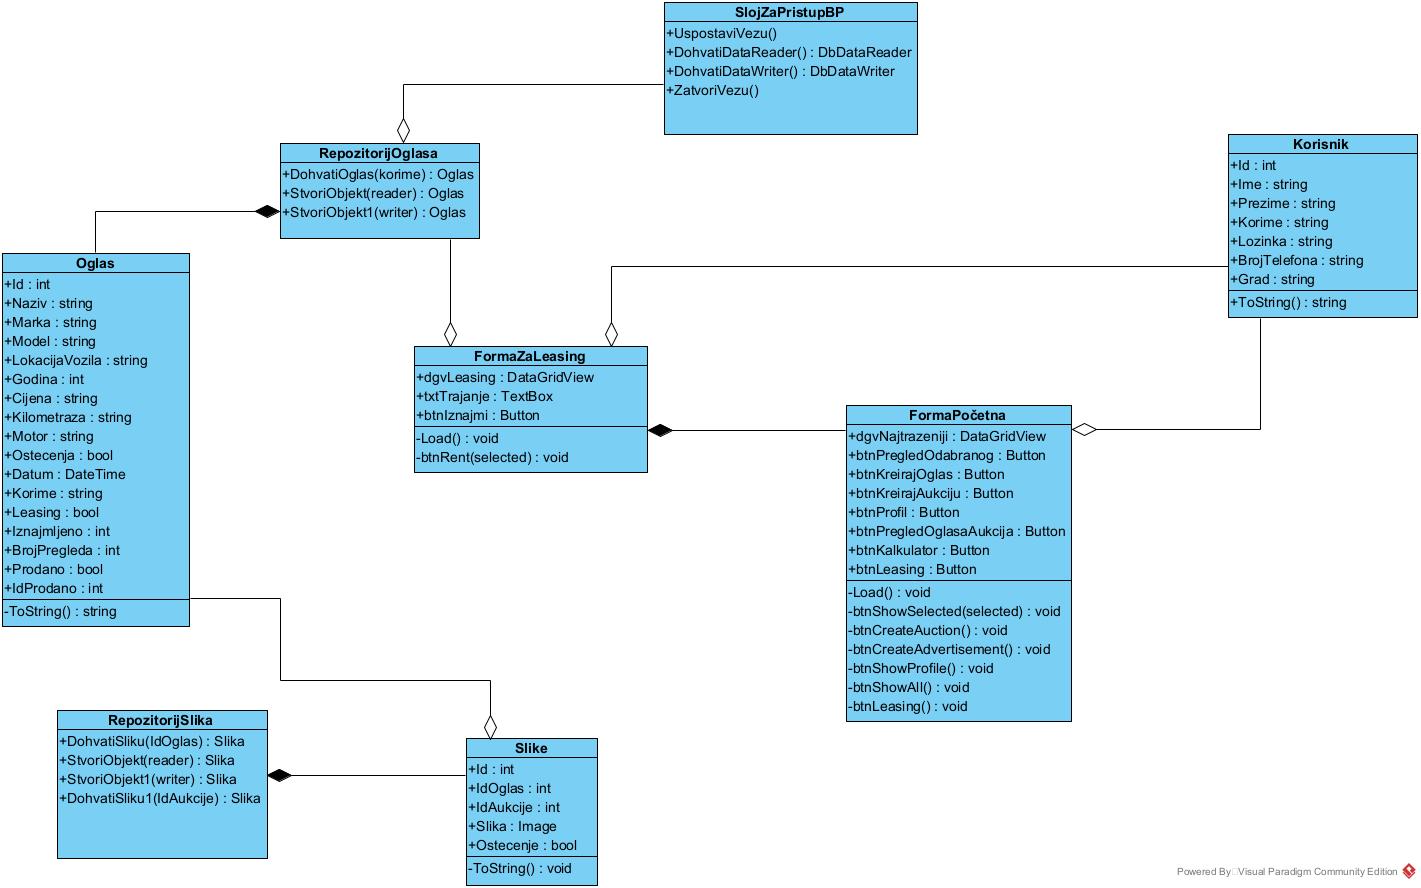 SlojZaPristupBP
+UspostaviVezu()
+DohvatiDataReader() : DbDataReader
+DohvatiDataWriter() : DbDataWriter
+ZatvoriVezu()
RepozitorijOglasa
+DohvatiOglas(korime) : Oglas
+StvoriObjekt(reader) : Oglas
+StvoriObjekt1(writer) : Oglas
Korisnik
+Id : int
+Ime : string
+Prezime : string
+Korime : string
+Lozinka : string
+BrojTelefona : string
+Grad : string
+ToString() : string
Oglas
+Id : int
+Naziv : string
+Marka : string
+Model : string
+LokacijaVozila : string
+Godina : int
+Cijena : string
+Kilometraza : string
+Motor : string
+Ostecenja : bool
+Datum : DateTime
+Korime : string
+Leasing : bool
+Iznajmljeno : int
+BrojPregleda : int
+Prodano : bool
+IdProdano : int
-ToString() : string
FormaZaLeasing
+dgvLeasing : DataGridView
+txtTrajanje : TextBox
+btnIznajmi : Button
-Load() : void
-btnRent(selected) : void
FormaPočetna
+dgvNajtrazeniji : DataGridView
+btnPregledOdabranog : Button
+btnKreirajOglas : Button
+btnKreirajAukciju : Button
+btnProfil : Button
+btnPregledOglasaAukcija : Button
+btnKalkulator : Button
+btnLeasing : Button
-Load() : void
-btnShowSelected(selected) : void
-btnCreateAuction() : void
-btnCreateAdvertisement() : void
-btnShowProfile() : void
-btnShowAll() : void
-btnLeasing() : void
RepozitorijSlika
+DohvatiSliku(IdOglas) : Slika
+StvoriObjekt(reader) : Slika
+StvoriObjekt1(writer) : Slika
+DohvatiSliku1(IdAukcije) : Slika
Slike
+Id : int
+IdOglas : int
+IdAukcije : int
+Slika : Image
+Ostecenje : bool
-ToString() : void
Powered By Visual Paradigm Community Edition